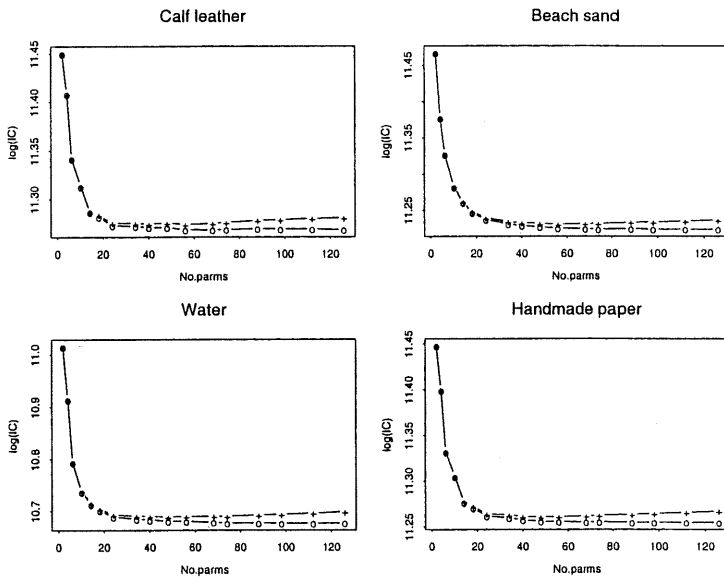 Calf leather
11.45
11.40
11.35
11.30
log(IC)
0 20 40 60 80 100 120
No.parms
Beach sand
11.45
11.35
11.25
log(IC)
0 20 40 60 80 100 120
No.parms
Water
11.0
10.9
10.8
10.7
log(IC)
0 20 40 60 80 100 120
No.parms
Handmade paper
11.45
11.40
11.35
11.30
11.25
log(IC)
0 20 40 60 80 100 120
No.parms